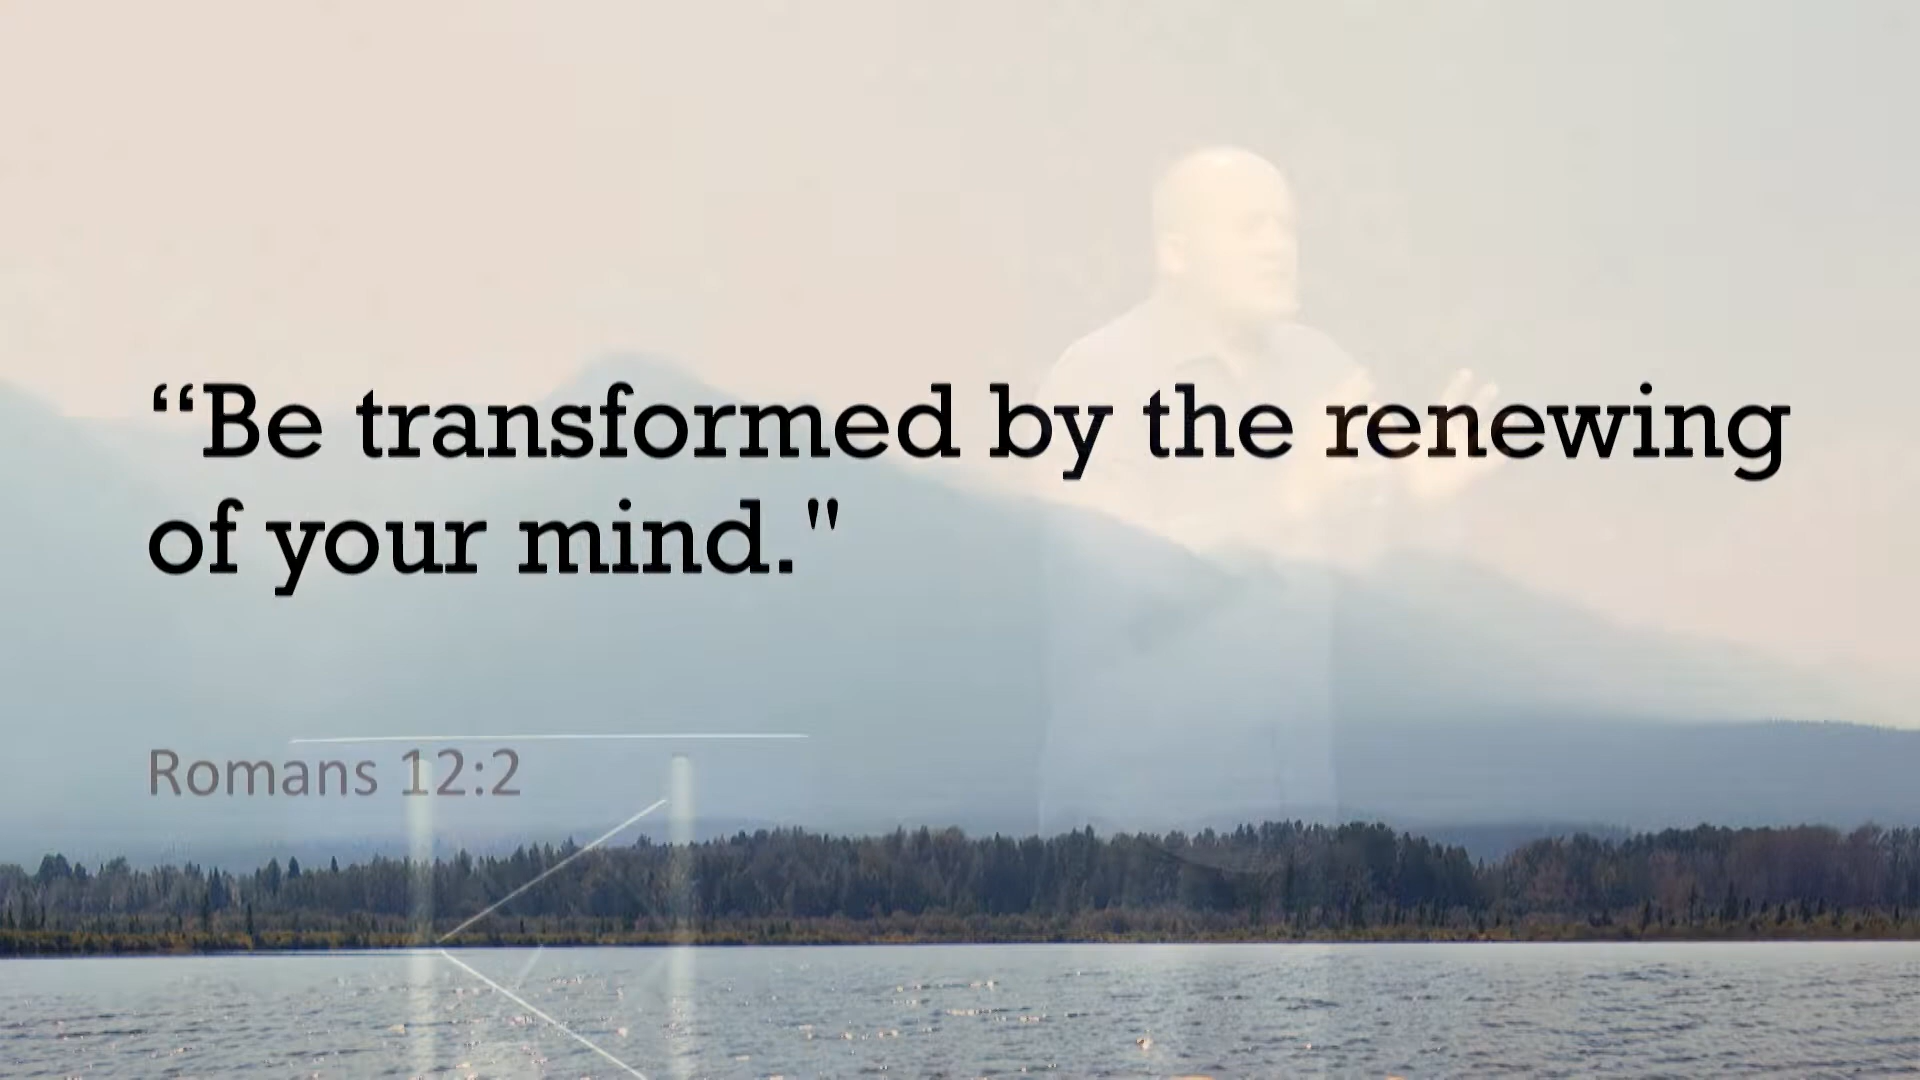 “Be transformed by the renewing
of your mind."
Romans 12:2